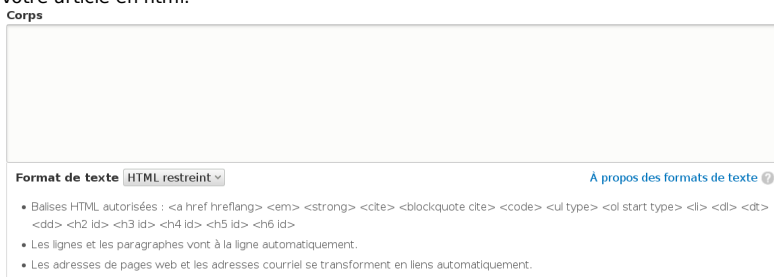 votre article en html.
Corps
Format de texte HTML restreint À propos des formats de texte ?
• Balises HTML autorisées : <a href hreflang> <em> <strong> <cite> <blockquote cite> <code> <ul type> <ol start type> <li> <dl> <dt>
<dd> <h2 id> <h3 id> <h4 id> <h5 id> <h6 id>
• Les lignes et les paragraphes vont à la ligne automatiquement.
• Les adresses de pages web et les adresses courriel se transforment en liens automatiquement.